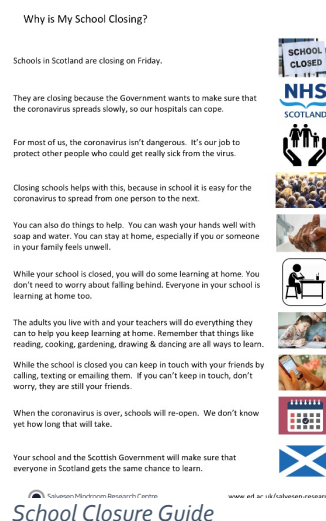 Why is My School Closing?
Schools in Scotland are closing on Friday.
They are closing because the Government wants to make sure that
the coronavirus spreads slowly, so our hospitals can cope.
For most of us, the coronavirus isn't dangerous.  It's our job to
protect other people who could get really sick from the virus.
Closing schools helps with this, because in school it is easy for the
coronavirus to spread from one person to the next.
You can also do things to help.  You can wash your hands well with
soap and water. You can stay at home, especially if you or someone
in your family feels unwell.
While your school is closed, you will do some learning at home. You
don't need to worry about falling behind. Everyone in your school is
learning at home too.
The adults you live with and your teachers will do everything they
can to help you keep learning at home. Remember that things like
reading, cooking, gardening, drawing & dancing are all ways to learn.
While the school is closed you can keep in touch with your friends by
calling, texting or emailing them.  If you can't keep in touch, don't
worry, they are still your friends.
When the coronavirus is over, schools will re-open.  We don't know
yet how long that will take.
Your school and the Scottish Government will make sure that
everyone in Scotland gets the same chance to learn.
SCHOOL
CLOSED
NHS
SCOTLAND
Salvesen Mindroom Research Centre
www.ed.ac.uk/salvesen-resear
School Closure Guide